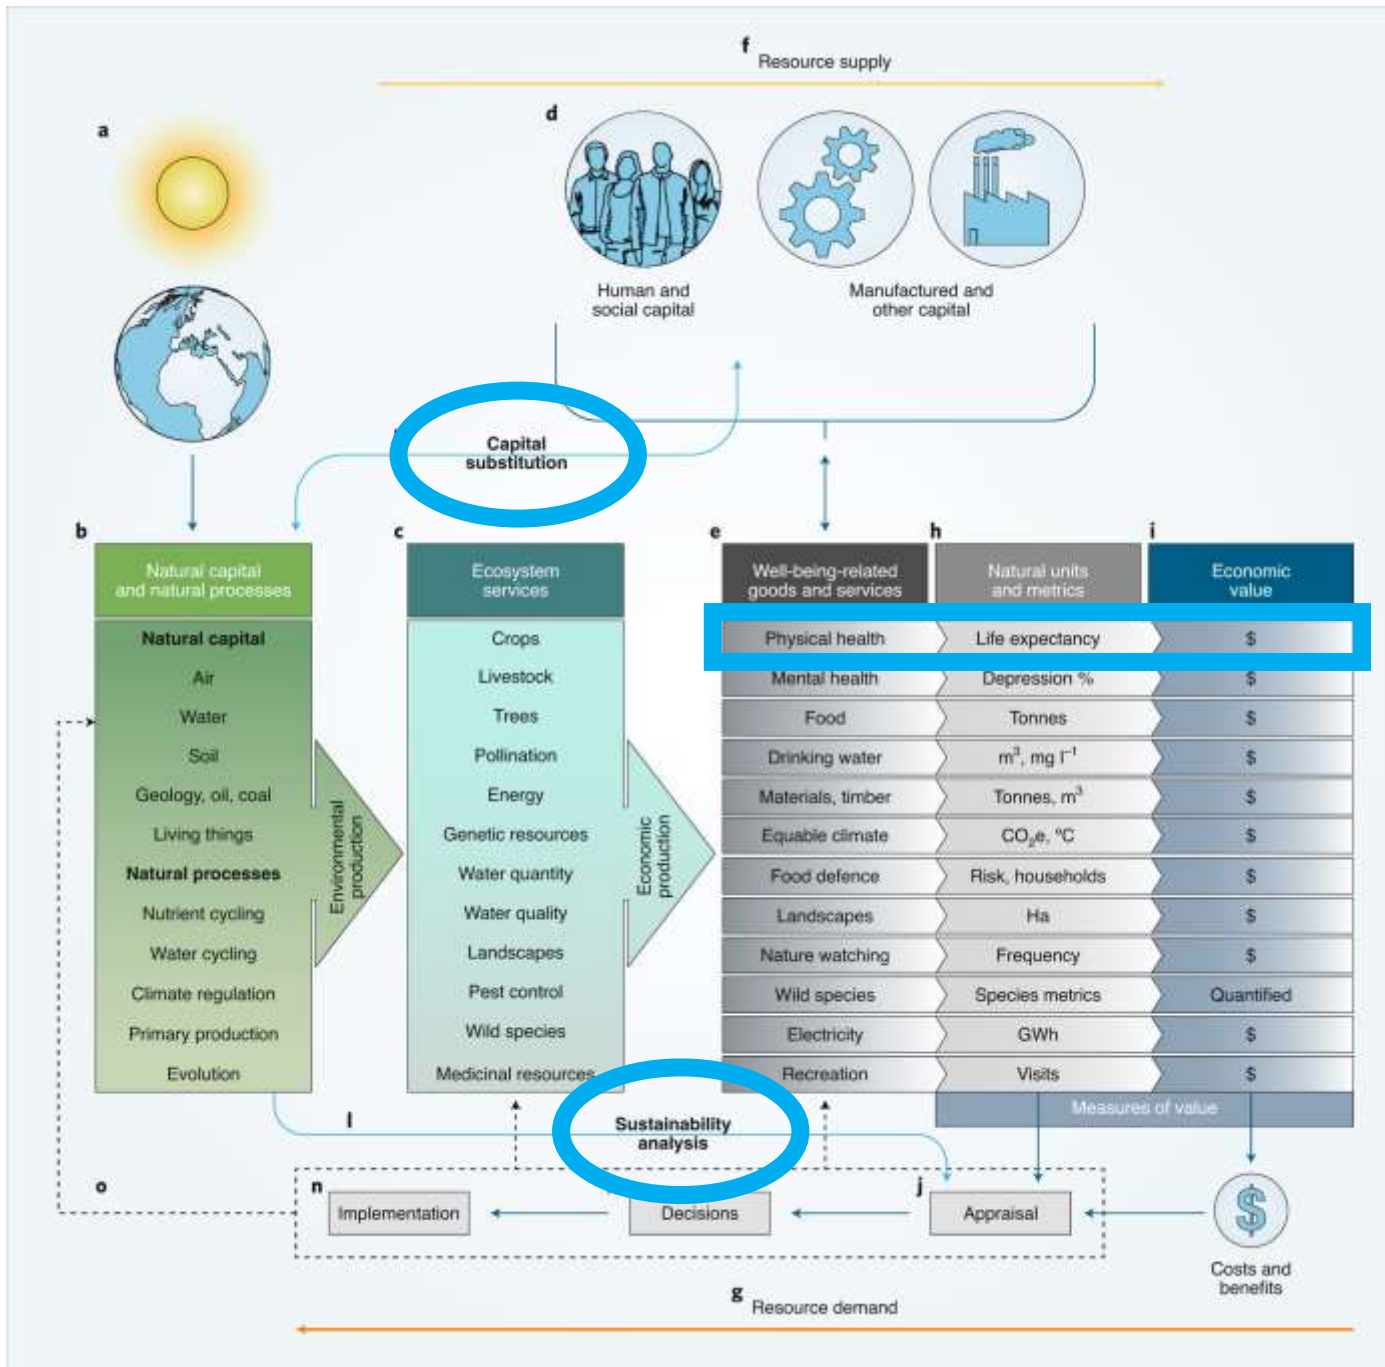 f
Resource supply
a
d
Human and
social capital
Manufactured and
other capital
Capital
substitution
b
Natural capital
and natural processes
Natural capital
Air
Water
Soil
Geology, oil, coal
Living things
Natural processes
Nutrient cycling
Water cycling
Climate regulation
Primary production
Evolution
Environmental
production
c
Ecosystem
services
Crops
Livestock
Trees
Pollination
Energy
Genetic resources
Water quantity
Water quality
Landscapes
Pest control
Wild species
Medicinal resources
Economic
production
e
h
i
Well-being-related
goods and services
Natural units
and metrics
Economic
value
Physical health
Life expectancy
$
Mental health
Depression %
$
Food
Tonnes
$
Drinking water
m³, mg l⁻¹
$
Materials, timber
Tonnes, m³
$
Equable climate
CO₂e, ºC
$
Food defence
Risk, households
$
Landscapes
Ha
$
Nature watching
Frequency
$
Wild species
Species metrics
Quantified
Electricity
GWh
$
Recreation
Visits
$
Measures of value
l
Sustainability
analysis
o
n
Implementation
Decisions
j
Appraisal
$
Costs and
benefits
g
Resource demand